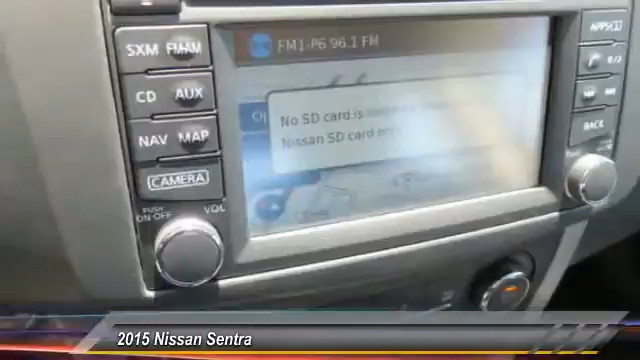 SXM FM·AM
FM1-P6 96.1 FM
APPS
CD AUX
No SD card is
NAV MAP
Nissan SD card
BACK
CAMERA
PUSH
ON·OFF
VOL
2015 Nissan Sentra